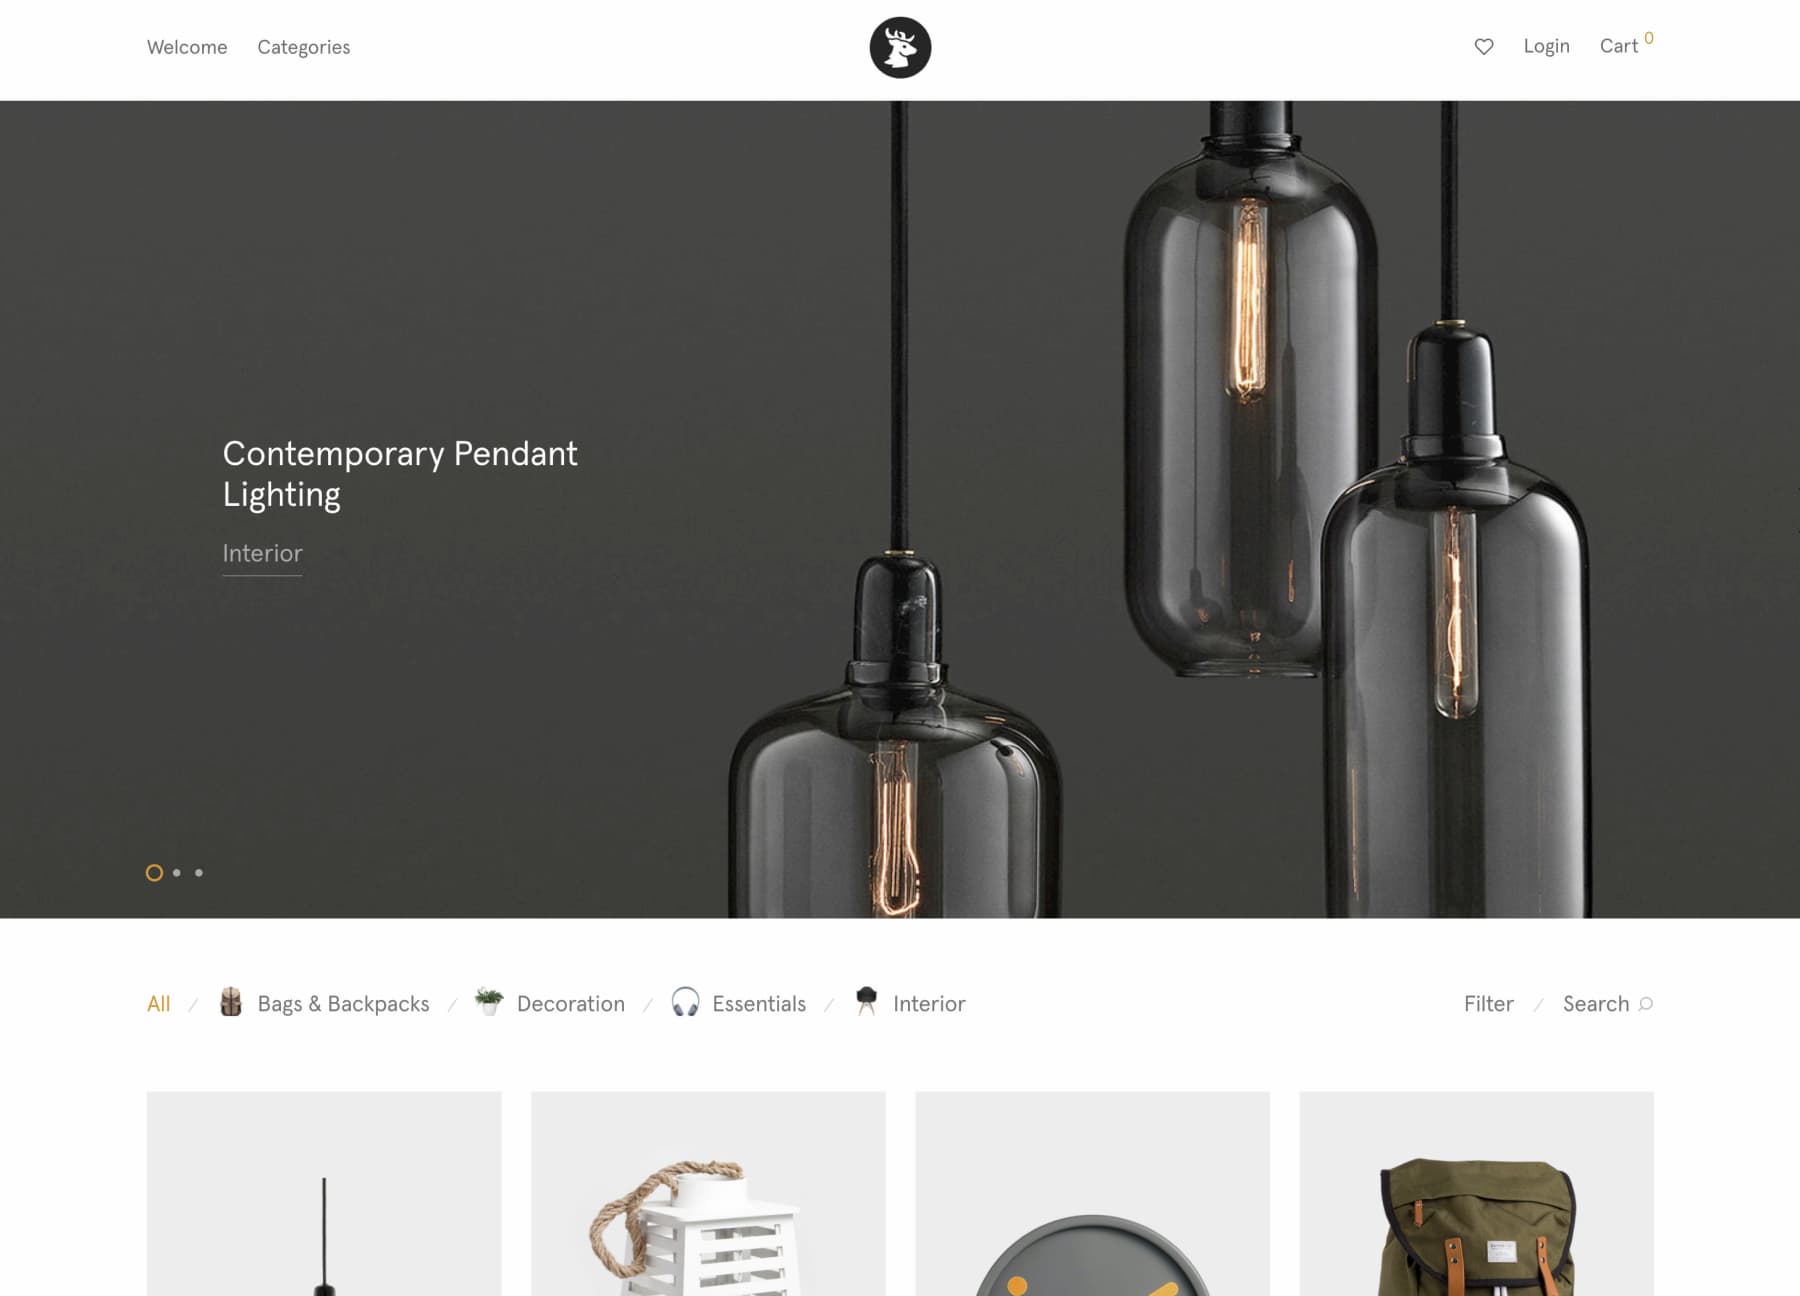 Welcome Categories Login Cart 0
Contemporary Pendant
Lighting
Interior
All / Bags & Backpacks / Decoration / Essentials / Interior Filter / Search